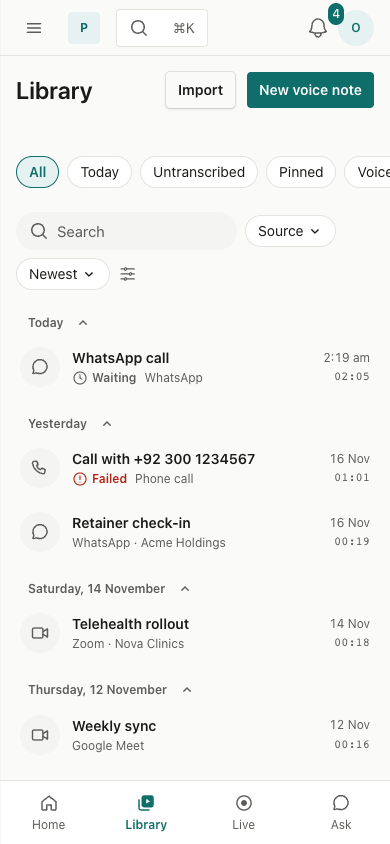 P
⌘K
4
O
Library
Import
New voice note
All
Today
Untranscribed
Pinned
Voice
Search
Source
Newest
Today
WhatsApp call
2:19 am
Waiting WhatsApp
02:05
Yesterday
Call with +92 300 1234567
16 Nov
Failed Phone call
01:01
Retainer check-in
16 Nov
WhatsApp · Acme Holdings
00:19
Saturday, 14 November
Telehealth rollout
14 Nov
Zoom · Nova Clinics
00:18
Thursday, 12 November
Weekly sync
12 Nov
Google Meet
00:16
Home
Library
Live
Ask